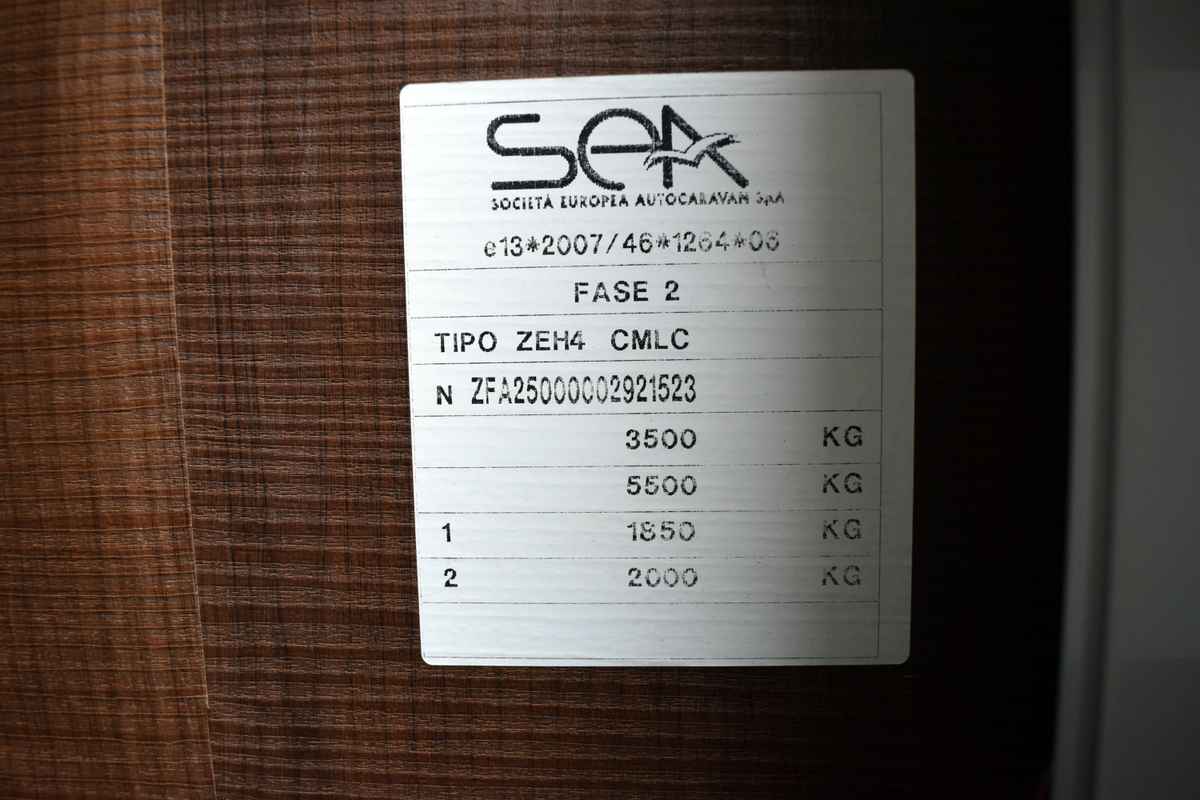 SEA
SOCIETÀ EUROPEA AUTOCARAVAN SpA
e13*2007/46*1264*06
FASE 2
TIPO ZEH4 CMLC
N ZFA25000002921523
3500 KG
5500 KG
1 1850 KG
2 2000 KG